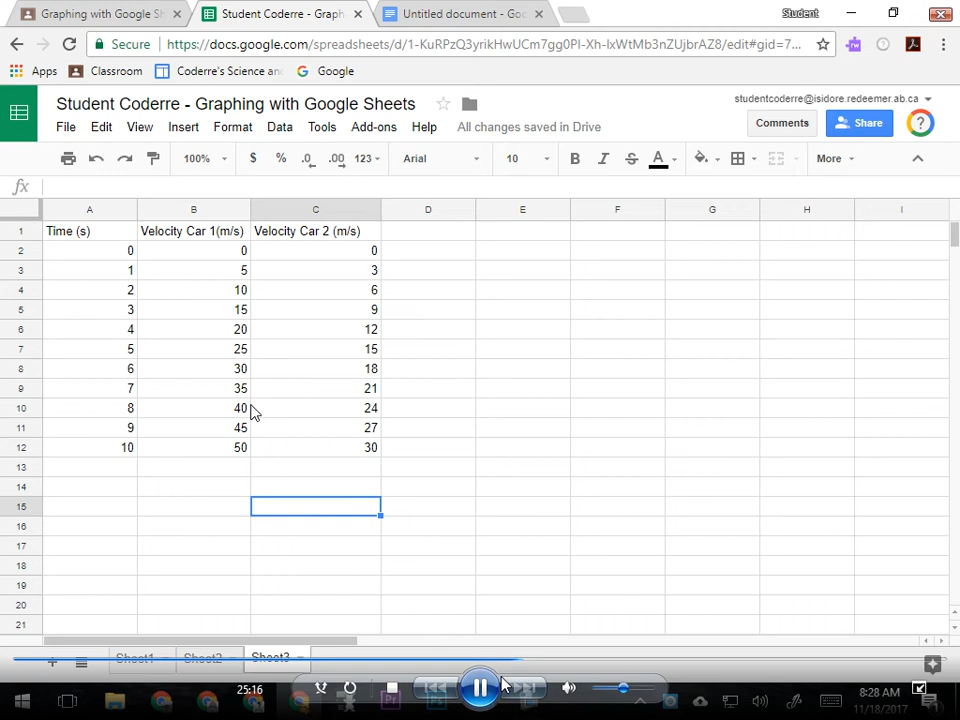 Graphing with Google Sh
Student Coderre - Graph
Untitled document - Goo
Student
Secure
https://docs.google.com/spreadsheets/d/1-KuRPzQ3yrikHwUCm7gg0PI-Xh-lxWtMb3nZUjbrAZ8/edit#gid=7...
Apps
Classroom
Coderre's Science and
Google
Student Coderre - Graphing with Google Sheets
studentcoderre@isidore.redeemer.ab.ca
File Edit View Insert Format Data Tools Add-ons Help All changes saved in Drive
Comments
Share
?
100% $ % .0 .00 123 Arial 10 B I S A More
fx
A B C D E F G H I
1 Time (s) Velocity Car 1(m/s) Velocity Car 2 (m/s)
2 0 0 0
3 1 5 3
4 2 10 6
5 3 15 9
6 4 20 12
7 5 25 15
8 6 30 18
9 7 35 21
10 8 40 24
11 9 45 27
12 10 50 30
13
14
15
16
17
18
19
20
21
Sheet1 Sheet2 Sheet3
25:16
Pr
8:28 AM
11/18/2017